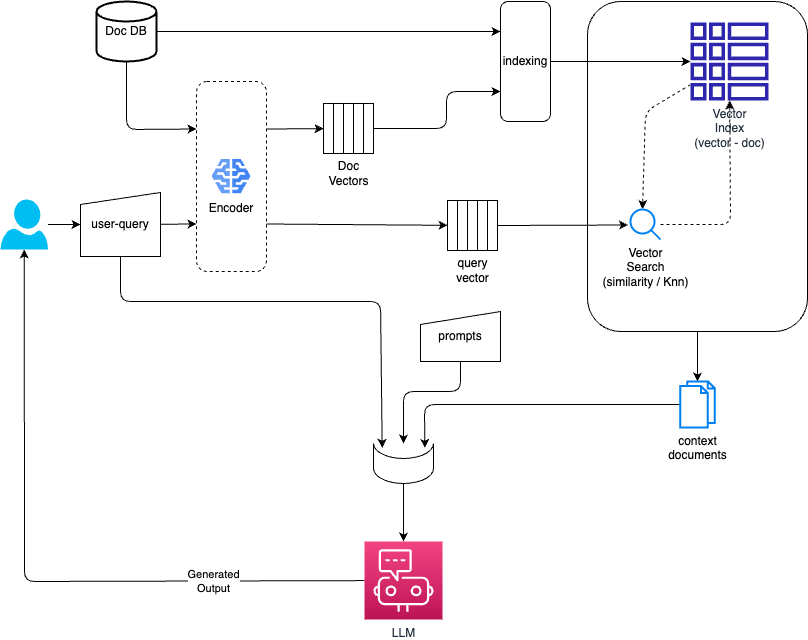 Doc DB
indexing
Vector
Index
(vector - doc)
Doc
Vectors
Encoder
user-query
query
vector
Vector
Search
(similarity / Knn)
prompts
context
documents
Generated
Output
LLM